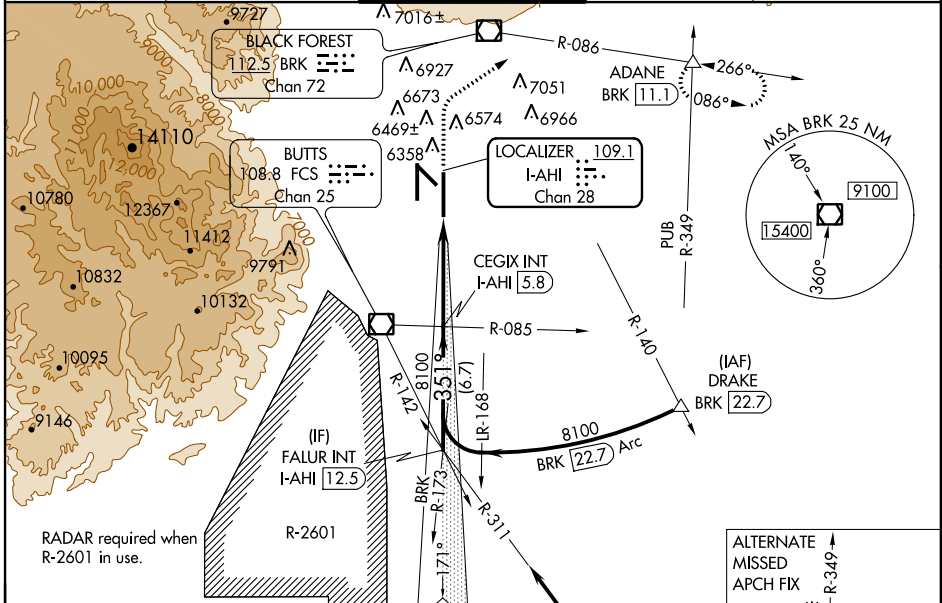 9727
7016±
BLACK FOREST
112.5 BRK
Chan 72
R-086
266°
086°
ADANE
BRK 11.1
6927
7051
6673
6574
6966
6469±
6358
9000
8000
10,000
14110
12,000
BUTTS
108.8 FCS
Chan 25
LOCALIZER 109.1
I-AHI
Chan 28
MSA BRK 25 NM
140°
9100
15400
360°
10780
12367
11412
7000
9791
PUB
R-349
CEGIX INT
I-AHI 5.8
10832
10132
R-085
R-140
10095
8100
351°
(6.7)
R-142
LR-168
(IAF)
DRAKE
BRK 22.7
9146
8100
BRK 22.7 Arc
(IF)
FALUR INT
I-AHI 12.5
BRK
R-173
R-311
171°
R-2601
RADAR required when
R-2601 in use.
ALTERNATE
MISSED
APCH FIX
R-349